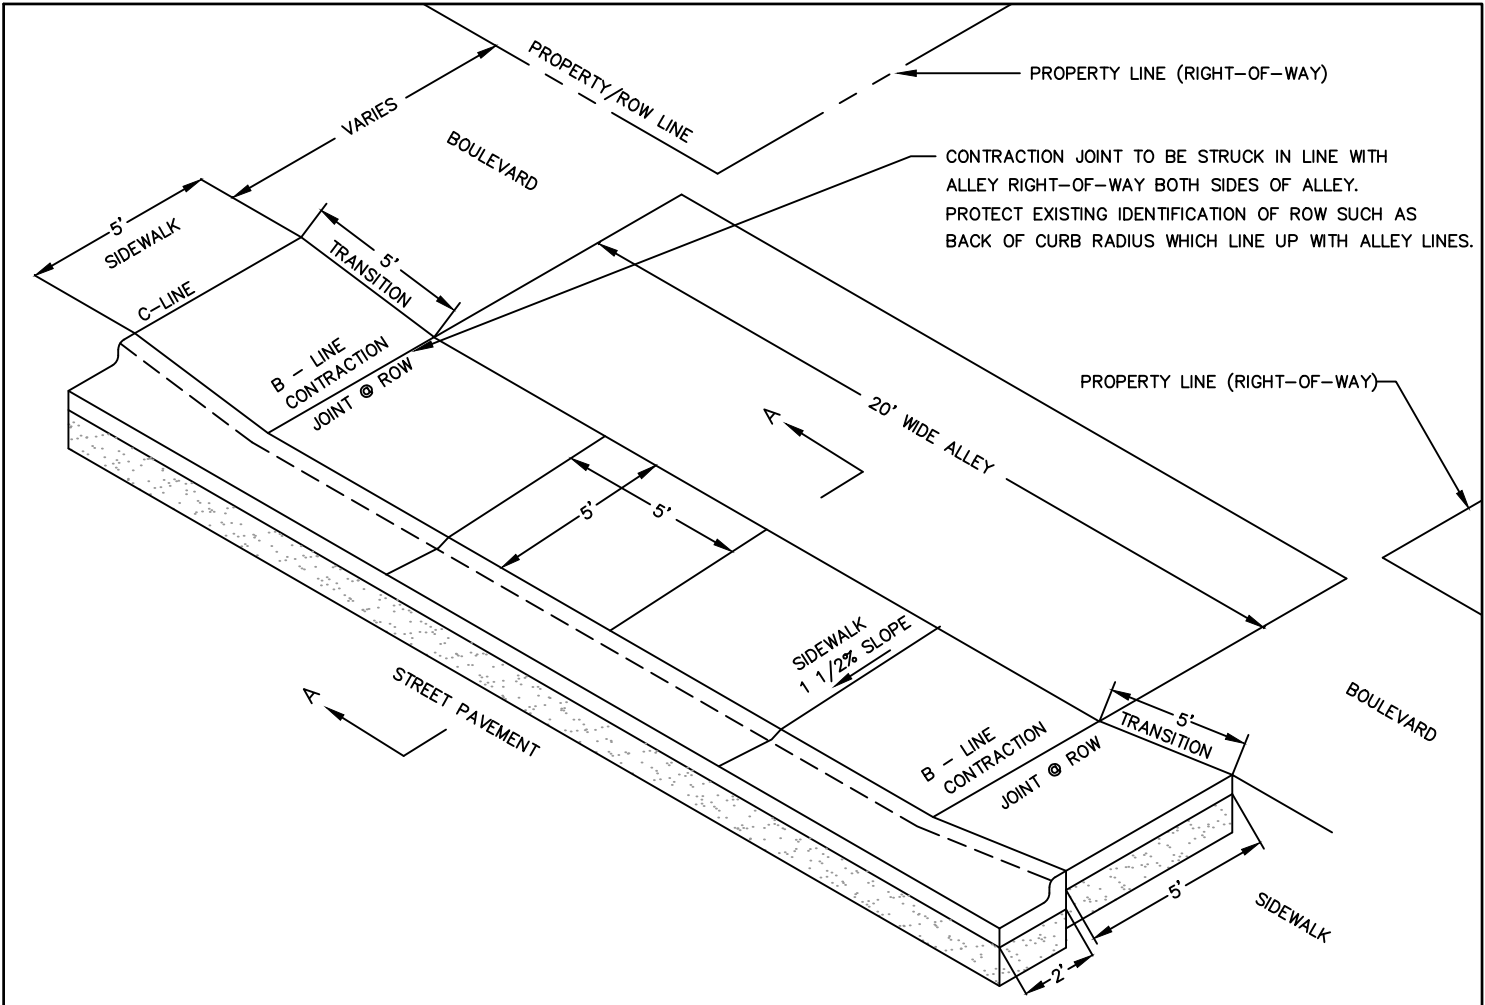 PROPERTY/ROW LINE
PROPERTY LINE (RIGHT-OF-WAY)
VARIES
BOULEVARD
CONTRACTION JOINT TO BE STRUCK IN LINE WITH
ALLEY RIGHT-OF-WAY BOTH SIDES OF ALLEY.
PROTECT EXISTING IDENTIFICATION OF ROW SUCH AS
BACK OF CURB RADIUS WHICH LINE UP WITH ALLEY LINES.
5'
SIDEWALK
5'
TRANSITION
C-LINE
B - LINE
CONTRACTION
JOINT @ ROW
PROPERTY LINE (RIGHT-OF-WAY)
20' WIDE ALLEY
A
5'
5'
SIDEWALK
1 1/2% SLOPE
A
STREET PAVEMENT
BOULEVARD
5'
TRANSITION
B - LINE
CONTRACTION
JOINT @ ROW
5'
SIDEWALK
2'